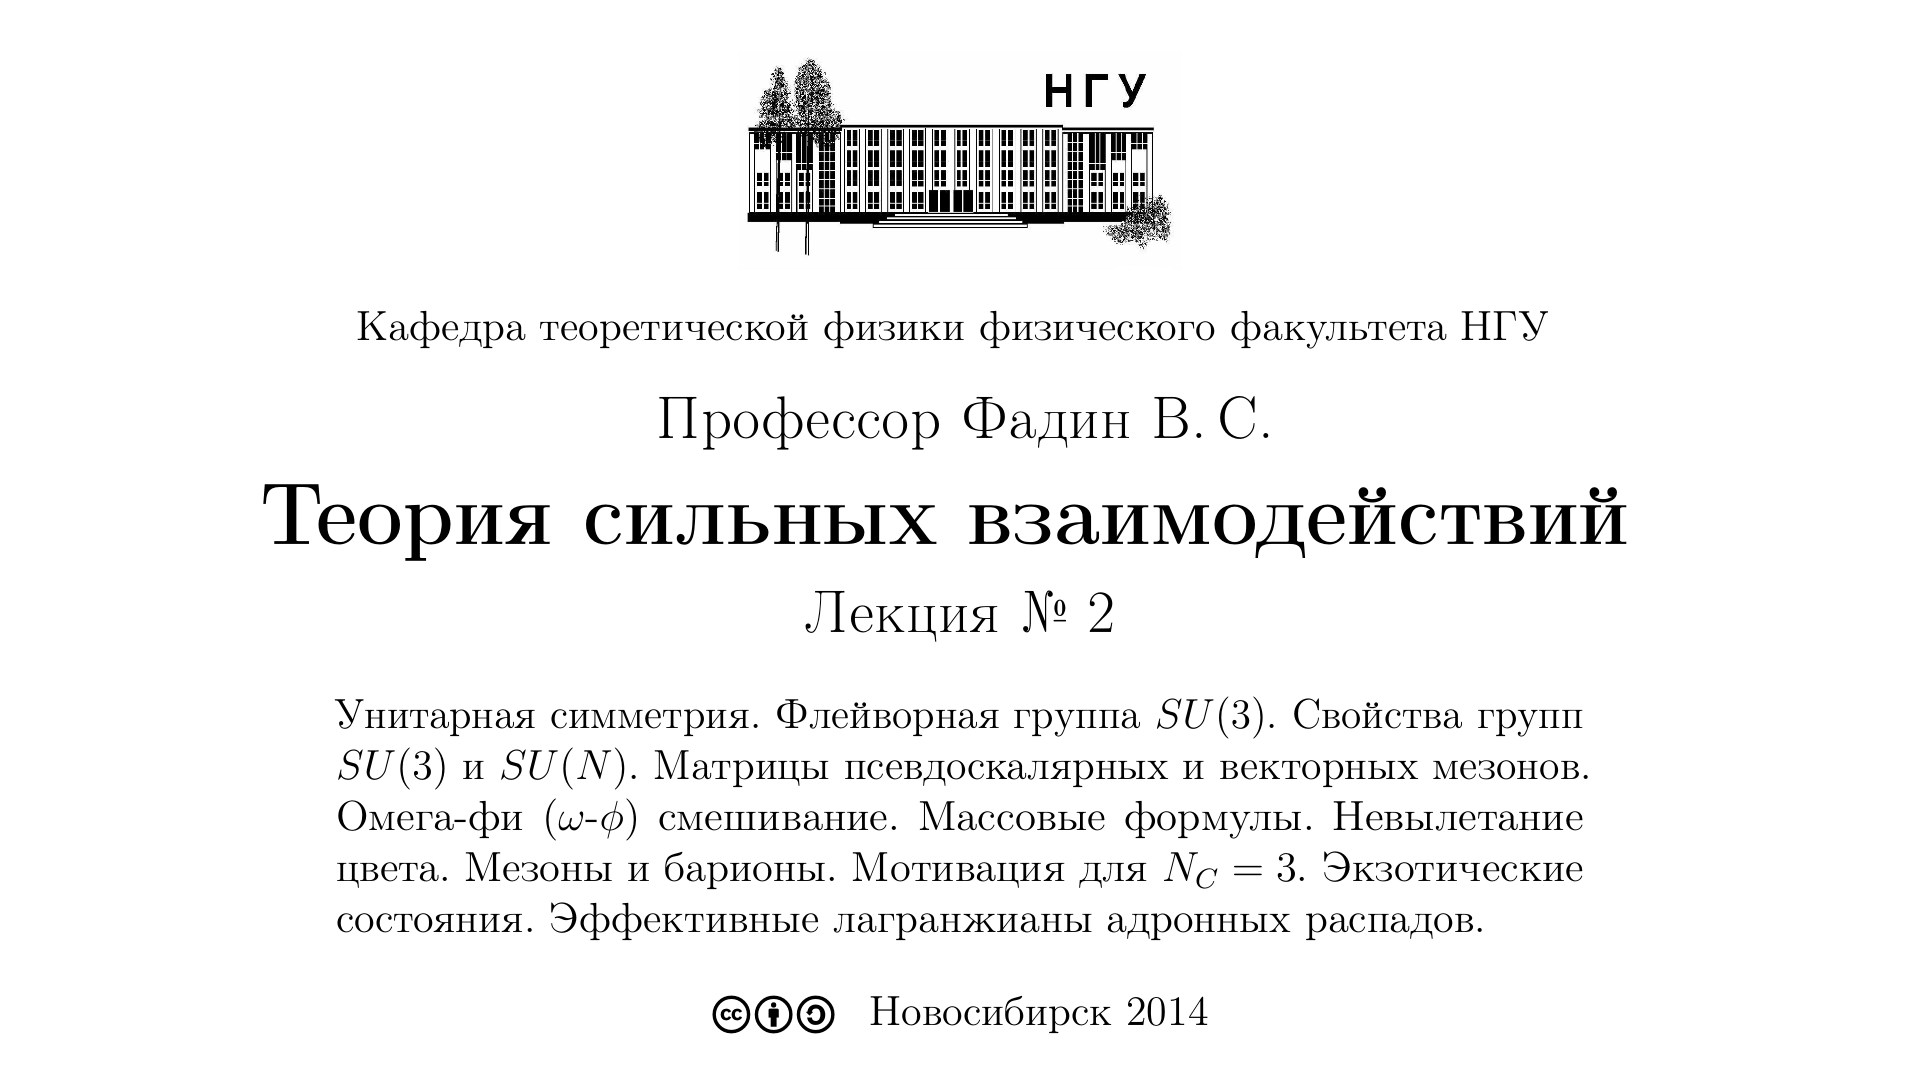 НГУ
Кафедра теоретической физики физического факультета НГУ
Профессор Фадин В. С.
Теория сильных взаимодействий
Лекция № 2
Унитарная симметрия. Флейворная группа SU(3). Свойства групп
SU(3) и SU(N). Матрицы псевдоскалярных и векторных мезонов.
Омега-фи (ω-ϕ) смешивание. Массовые формулы. Невылетание
цвета. Мезоны и барионы. Мотивация для N_C = 3. Экзотические
состояния. Эффективные лагранжианы адронных распадов.
cc Новосибирск 2014